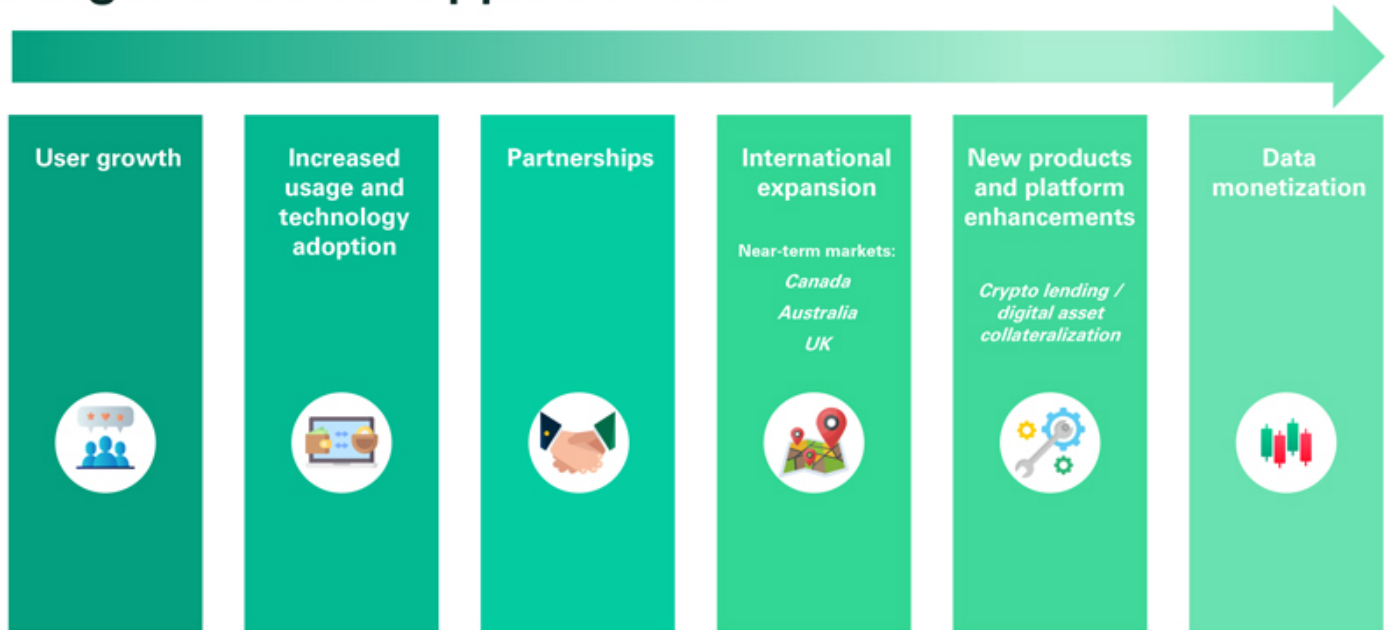 User growth
Increased
usage and
technology
adoption
Partnerships
International
expansion
Near-term markets:
Canada
Australia
UK
New products
and platform
enhancements
Crypto lending /
digital asset
collateralization
Data
monetization